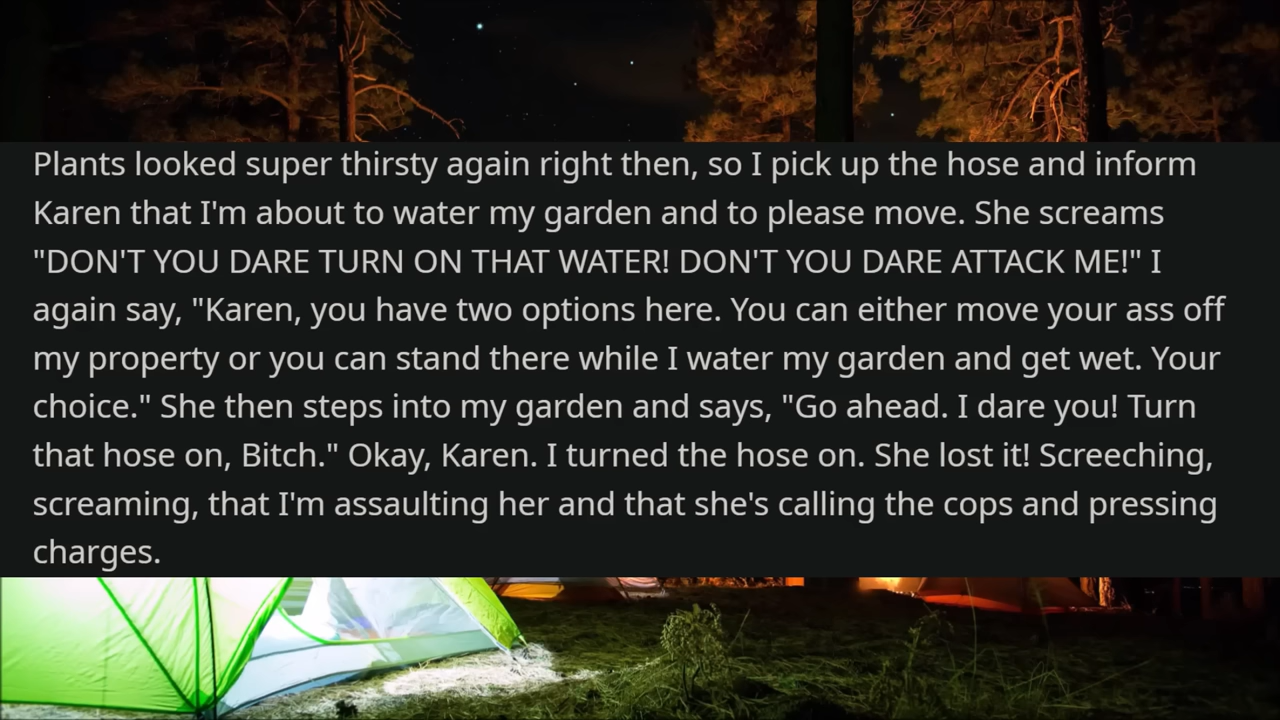 Plants looked super thirsty again right then, so I pick up the hose and inform
Karen that I'm about to water my garden and to please move. She screams
"DON'T YOU DARE TURN ON THAT WATER! DON'T YOU DARE ATTACK ME!" I
again say, "Karen, you have two options here. You can either move your ass off
my property or you can stand there while I water my garden and get wet. Your
choice." She then steps into my garden and says, "Go ahead. I dare you! Turn
that hose on, Bitch." Okay, Karen. I turned the hose on. She lost it! Screeching,
screaming, that I'm assaulting her and that she's calling the cops and pressing
charges.